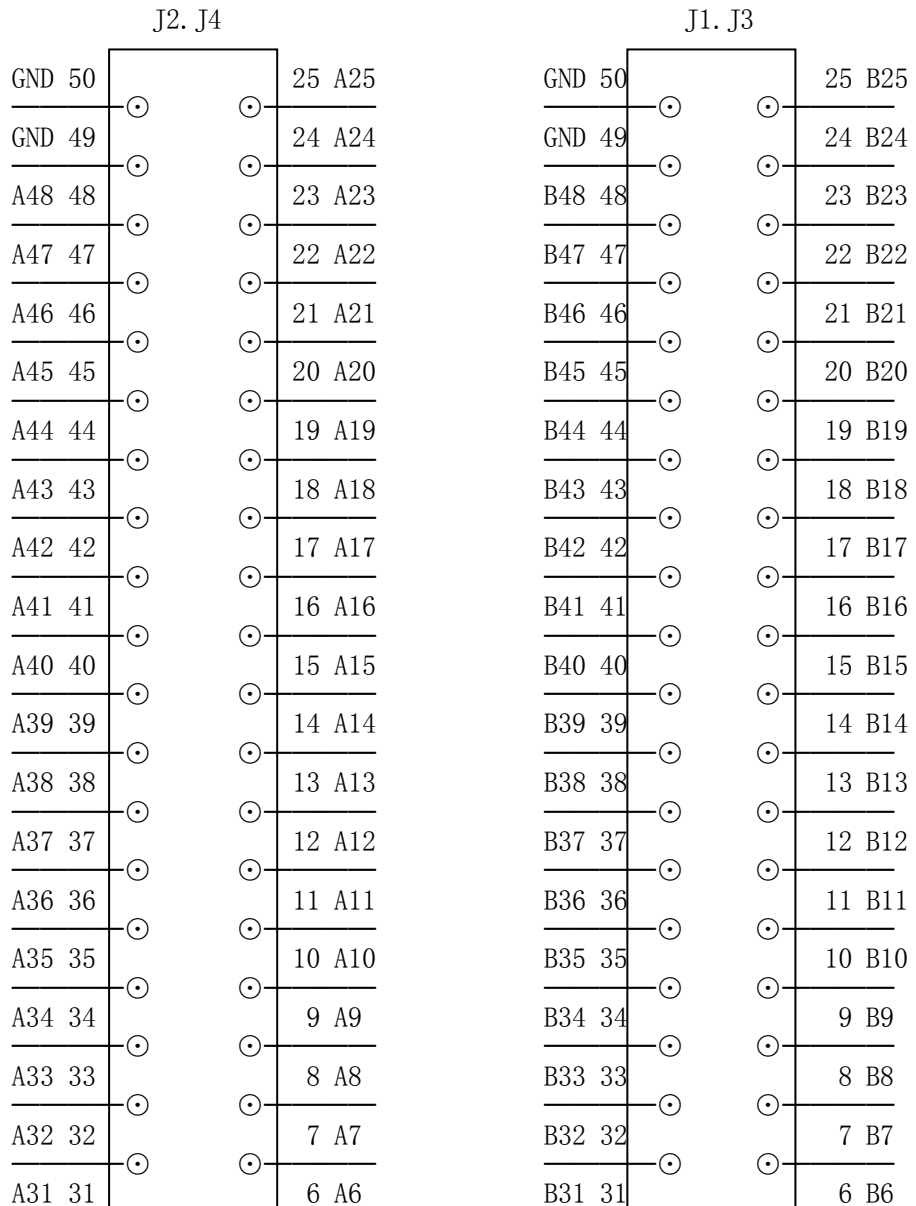 J2. J4 J1. J3
GND 50 25 A25 GND 50 25 B25
GND 49 24 A24 GND 49 24 B24
A48 48 23 A23 B48 48 23 B23
A47 47 22 A22 B47 47 22 B22
A46 46 21 A21 B46 46 21 B21
A45 45 20 A20 B45 45 20 B20
A44 44 19 A19 B44 44 19 B19
A43 43 18 A18 B43 43 18 B18
A42 42 17 A17 B42 42 17 B17
A41 41 16 A16 B41 41 16 B16
A40 40 15 A15 B40 40 15 B15
A39 39 14 A14 B39 39 14 B14
A38 38 13 A13 B38 38 13 B13
A37 37 12 A12 B37 37 12 B12
A36 36 11 A11 B36 36 11 B11
A35 35 10 A10 B35 35 10 B10
A34 34 9 A9 B34 34 9 B9
A33 33 8 A8 B33 33 8 B8
A32 32 7 A7 B32 32 7 B7
A31 31 6 A6 B31 31 6 B6